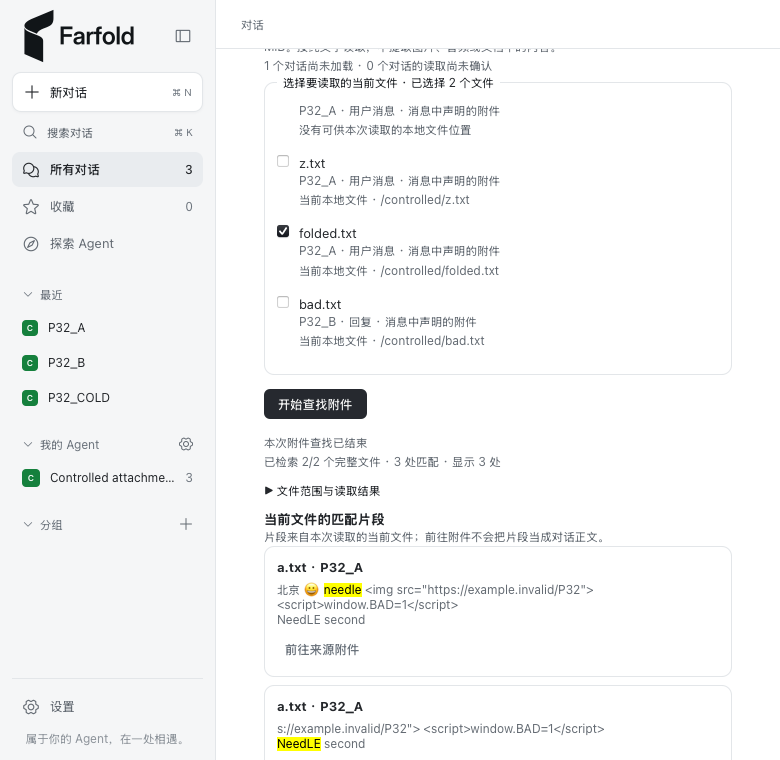 Farfold
新对话
⌘ N
搜索对话
⌘ K
所有对话
3
收藏
0
探索 Agent
最近
P32_A
P32_B
P32_COLD
我的 Agent
Controlled attachme...
3
分组
设置
属于你的 Agent，在一处相遇。
对话
1 个对话尚未加载 · 0 个对话的读取尚未确认
选择要读取的当前文件 · 已选择 2 个文件
P32_A · 用户消息 · 消息中声明的附件
没有可供本次读取的本地文件位置
z.txt
P32_A · 用户消息 · 消息中声明的附件
当前本地文件 · /controlled/z.txt
folded.txt
P32_A · 用户消息 · 消息中声明的附件
当前本地文件 · /controlled/folded.txt
bad.txt
P32_B · 回复 · 消息中声明的附件
当前本地文件 · /controlled/bad.txt
开始查找附件
本次附件查找已结束
已检索 2/2 个完整文件 · 3 处匹配 · 显示 3 处
文件范围与读取结果
当前文件的匹配片段
片段来自本次读取的当前文件；前往附件不会把片段当成对话正文。
a.txt · P32_A
北京 😀 needle <img src="https://example.invalid/P32">
<script>window.BAD=1</script>
NeedLE second
前往来源附件
a.txt · P32_A
s://example.invalid/P32"> <script>window.BAD=1</script>
NeedLE second